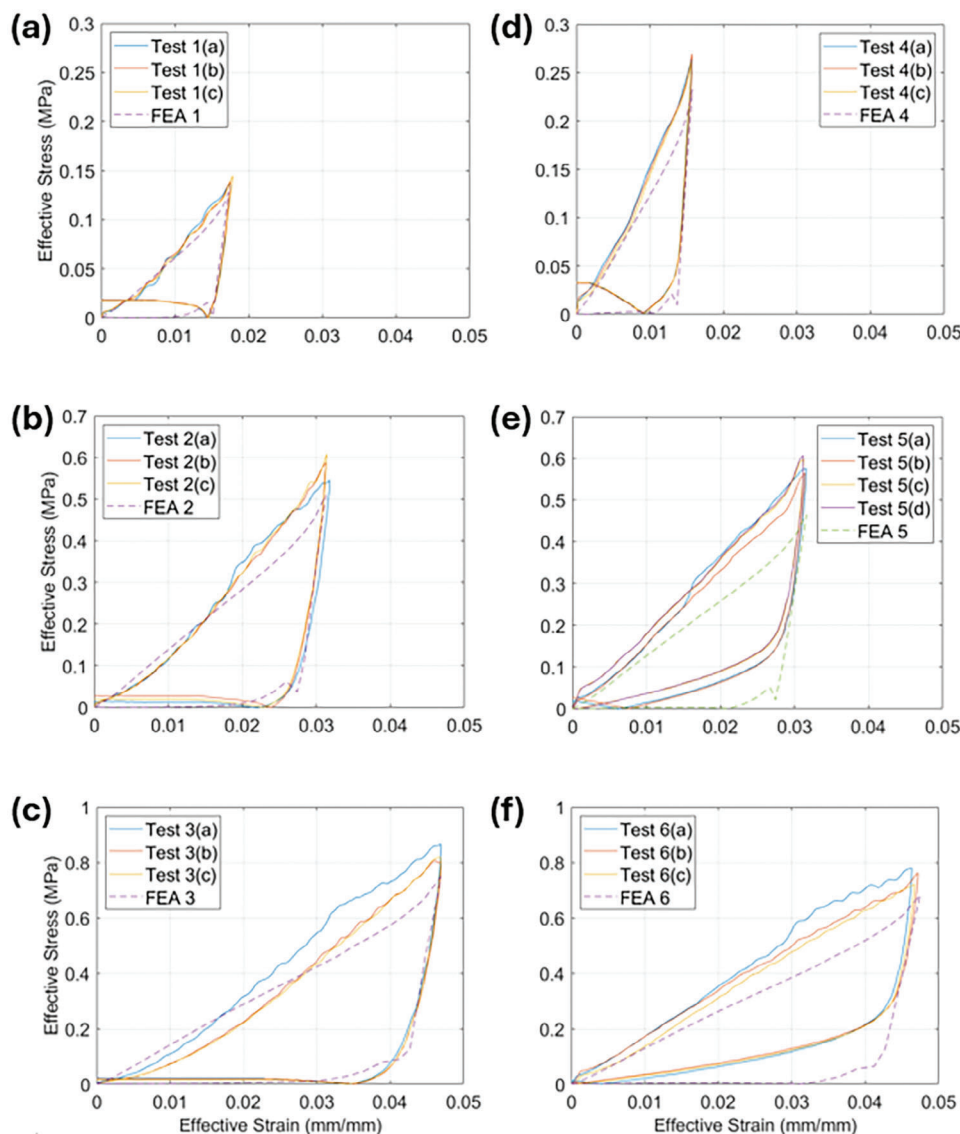 (a)
Effective Stress (MPa)
0.3
0.25
0.2
0.15
0.1
0.05
0
Test 1(a)
Test 1(b)
Test 1(c)
FEA 1
0 0.01 0.02 0.03 0.04 0.05
(d)
0.3
0.25
0.2
0.15
0.1
0.05
0
Test 4(a)
Test 4(b)
Test 4(c)
FEA 4
0 0.01 0.02 0.03 0.04 0.05
(b)
Effective Stress (MPa)
0.7
0.6
0.5
0.4
0.3
0.2
0.1
0
Test 2(a)
Test 2(b)
Test 2(c)
FEA 2
0 0.01 0.02 0.03 0.04 0.05
(e)
Effective Stress (MPa)
0.7
0.6
0.5
0.4
0.3
0.2
0.1
0
Test 5(a)
Test 5(b)
Test 5(c)
Test 5(d)
FEA 5
0 0.01 0.02 0.03 0.04 0.05
(c)
Effective Stress (MPa)
1
0.8
0.6
0.4
0.2
0
Test 3(a)
Test 3(b)
Test 3(c)
FEA 3
0 0.01 0.02 0.03 0.04 0.05
Effective Strain (mm/mm)
(f)
1
0.8
0.6
0.4
0.2
0
Test 6(a)
Test 6(b)
Test 6(c)
FEA 6
0 0.01 0.02 0.03 0.04 0.05
Effective Strain (mm/mm)